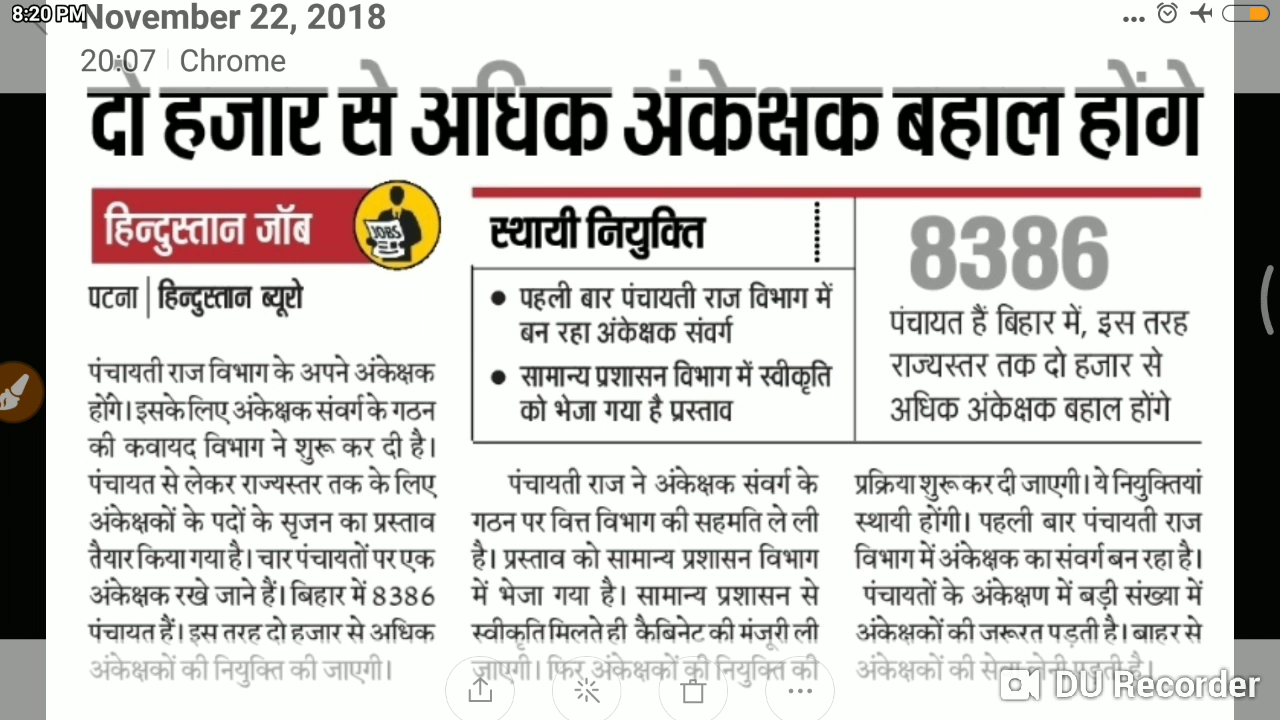 8:20 PM
November 22, 2018
20:07 | Chrome
दो हजार से अधिक अंकेक्षक बहाल होंगे
हिन्दुस्तान जॉब
JOBS
पटना | हिन्दुस्तान ब्यूरो
पंचायती राज विभाग के अपने अंकेक्षक
होंगे। इसके लिए अंकेक्षक संवर्ग के गठन
की कवायद विभाग ने शुरू कर दी है।
पंचायत से लेकर राज्यस्तर तक के लिए
अंकेक्षकों के पदों के सृजन का प्रस्ताव
तैयार किया गया है। चार पंचायतों पर एक
अंकेक्षक रखे जाने हैं। बिहार में 8386
पंचायत हैं। इस तरह दो हजार से अधिक
अंकेक्षकों की नियुक्ति की जाएगी।
स्थायी नियुक्ति
● पहली बार पंचायती राज विभाग में
बन रहा अंकेक्षक संवर्ग
● सामान्य प्रशासन विभाग में स्वीकृति
को भेजा गया है प्रस्ताव
8386
पंचायत हैं बिहार में, इस तरह
राज्यस्तर तक दो हजार से
अधिक अंकेक्षक बहाल होंगे
पंचायती राज ने अंकेक्षक संवर्ग के
गठन पर वित्त विभाग की सहमति ले ली
है। प्रस्ताव को सामान्य प्रशासन विभाग
में भेजा गया है। सामान्य प्रशासन से
स्वीकृति मिलते ही कैबिनेट की मंजूरी ली
जाएगी। फिर अंकेक्षकों की नियुक्ति की
प्रक्रिया शुरू कर दी जाएगी। ये नियुक्तियां
स्थायी होंगी। पहली बार पंचायती राज
विभाग में अंकेक्षक का संवर्ग बन रहा है।
पंचायतों के अंकेक्षण में बड़ी संख्या में
अंकेक्षकों की जरूरत पड़ती है। बाहर से
अंकेक्षकों की सेवा लेनी पड़ती है।
DU Recorder